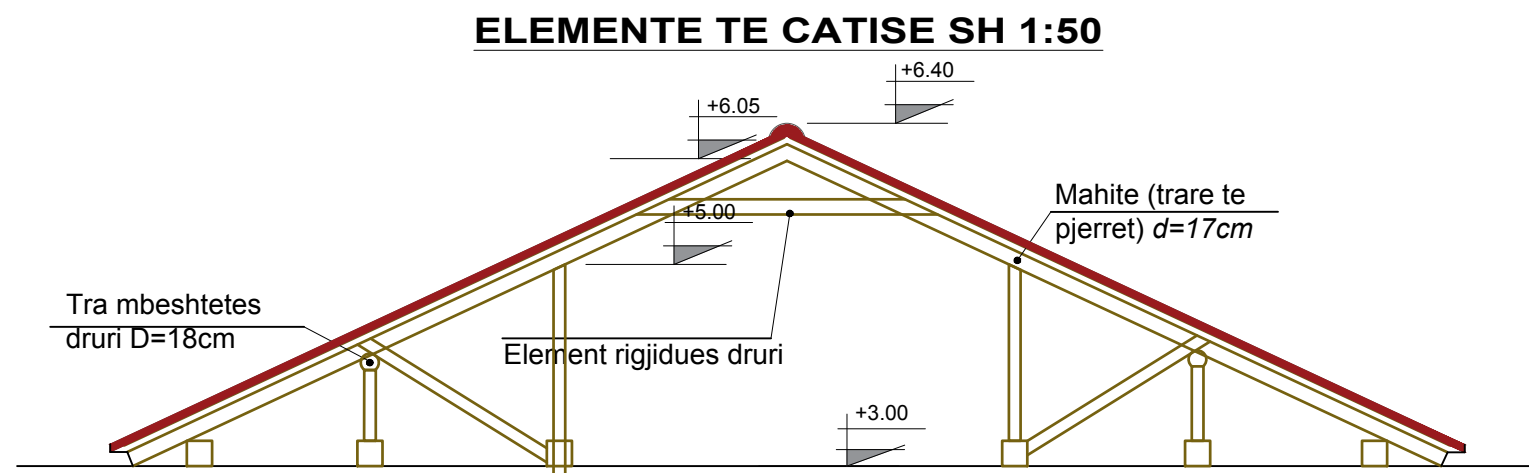 ELEMENTE TE CATISE SH 1:50
+6.40
+6.05
Mahite (trare te
pjerret) d=17cm
+5.00
Tra mbeshtetes
druri D=18cm
Element rigjidues druri
+3.00